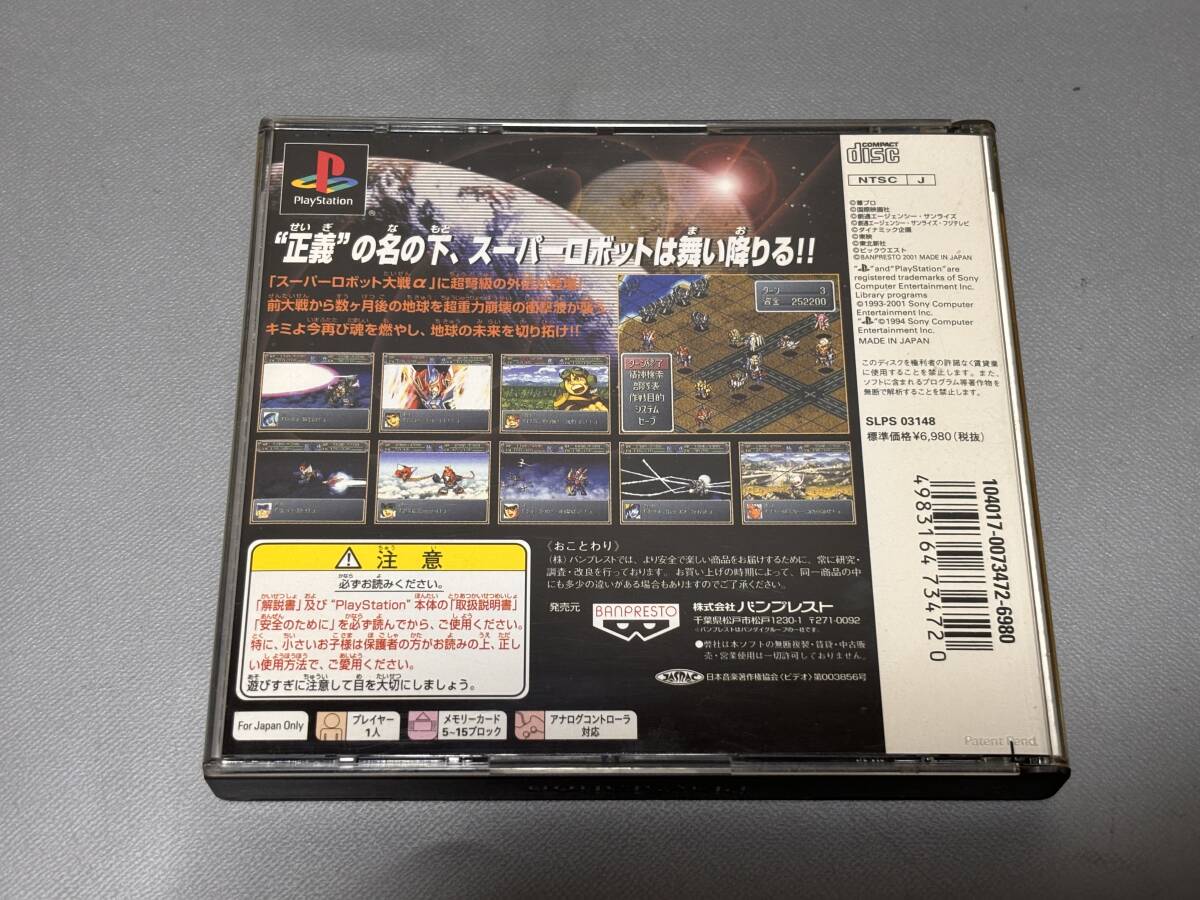 PlayStation
®
せいぎ な もと ま お
"正義"の名の下、スーパーロボットは舞い降りる!!
「スーパーロボット大戦α」に超弩級の外伝
前大戦から数ヶ月後の地球を超重力崩壊の衝撃波が襲う
キミよ今再び魂を燃やし、地球の未来を切り拓け!!
ターン 3
資金 252200
ターン終了
精神検索
部隊表
作戦目的
システム
セーブ
注意
必ずお読みください。
「解説書」及び"PlayStation"本体の「取扱説明書」
「安全のために」を必ず読んでから、ご使用ください。
特に、小さいお子様は保護者の方がお読みの上、正し
い使用方法で、ご愛用ください。
遊びすぎに注意して目を大切にしましょう。
《おことわり》
(株)バンプレストでは、より安全で楽しい商品をお届けするために、常に研究・
調査・改良を行っております。お買い上げの時期によって、同一商品の中
にも多少の違いがある場合もありますのでご了承ください。
発売元
BANPRESTO
株式会社 バンプレスト
千葉県松戸市松戸1230-1 〒271-0092
※バンプレストはバンダイグループの一社です。
●弊社は本ソフトの無断複製・賃貸・中古販
売・営業使用は一切許可しておりません。
JASRAC 日本音楽著作権協会〈ビデオ〉第003856号
For Japan Only
プレイヤー
1人
メモリーカード
5~15ブロック
アナログコントローラ
対応
COMPACT
disc
NTSC J
©葦プロ
©国際映画社
©創通エージェンシー・サンライズ
©創通エージェンシー・サンライズ・フジテレビ
©ダイナミック企画
©東映
©東北新社
©ビックウエスト
©BANPRESTO 2001 MADE IN JAPAN
" "and"PlayStation"are
registered trademarks of Sony
Computer Entertainment Inc.
Library programs
©1993-2001 Sony Computer
Entertainment Inc.
" "©1994 Sony Computer
Entertainment Inc.
MADE IN JAPAN
このディスクを権利者の許諾なく賃貸業
に使用することを禁止します。また、
ソフトに含まれるプログラム等著作物を
無断で解析することを禁止します。
SLPS 03148
標準価格¥6,980(税抜)
104017-0073472-6980
4983164 734720
Patent Pend.